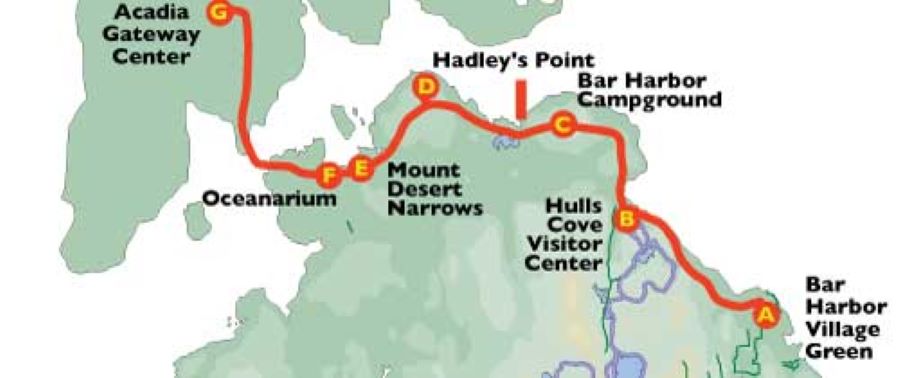 G
Acadia
Gateway
Center
Hadley's Point
D
Bar Harbor
Campground
C
F
E
Mount
Desert
Narrows
Oceanarium
Hulls
Cove
Visitor
Center
B
Bar
Harbor
Village
Green
A